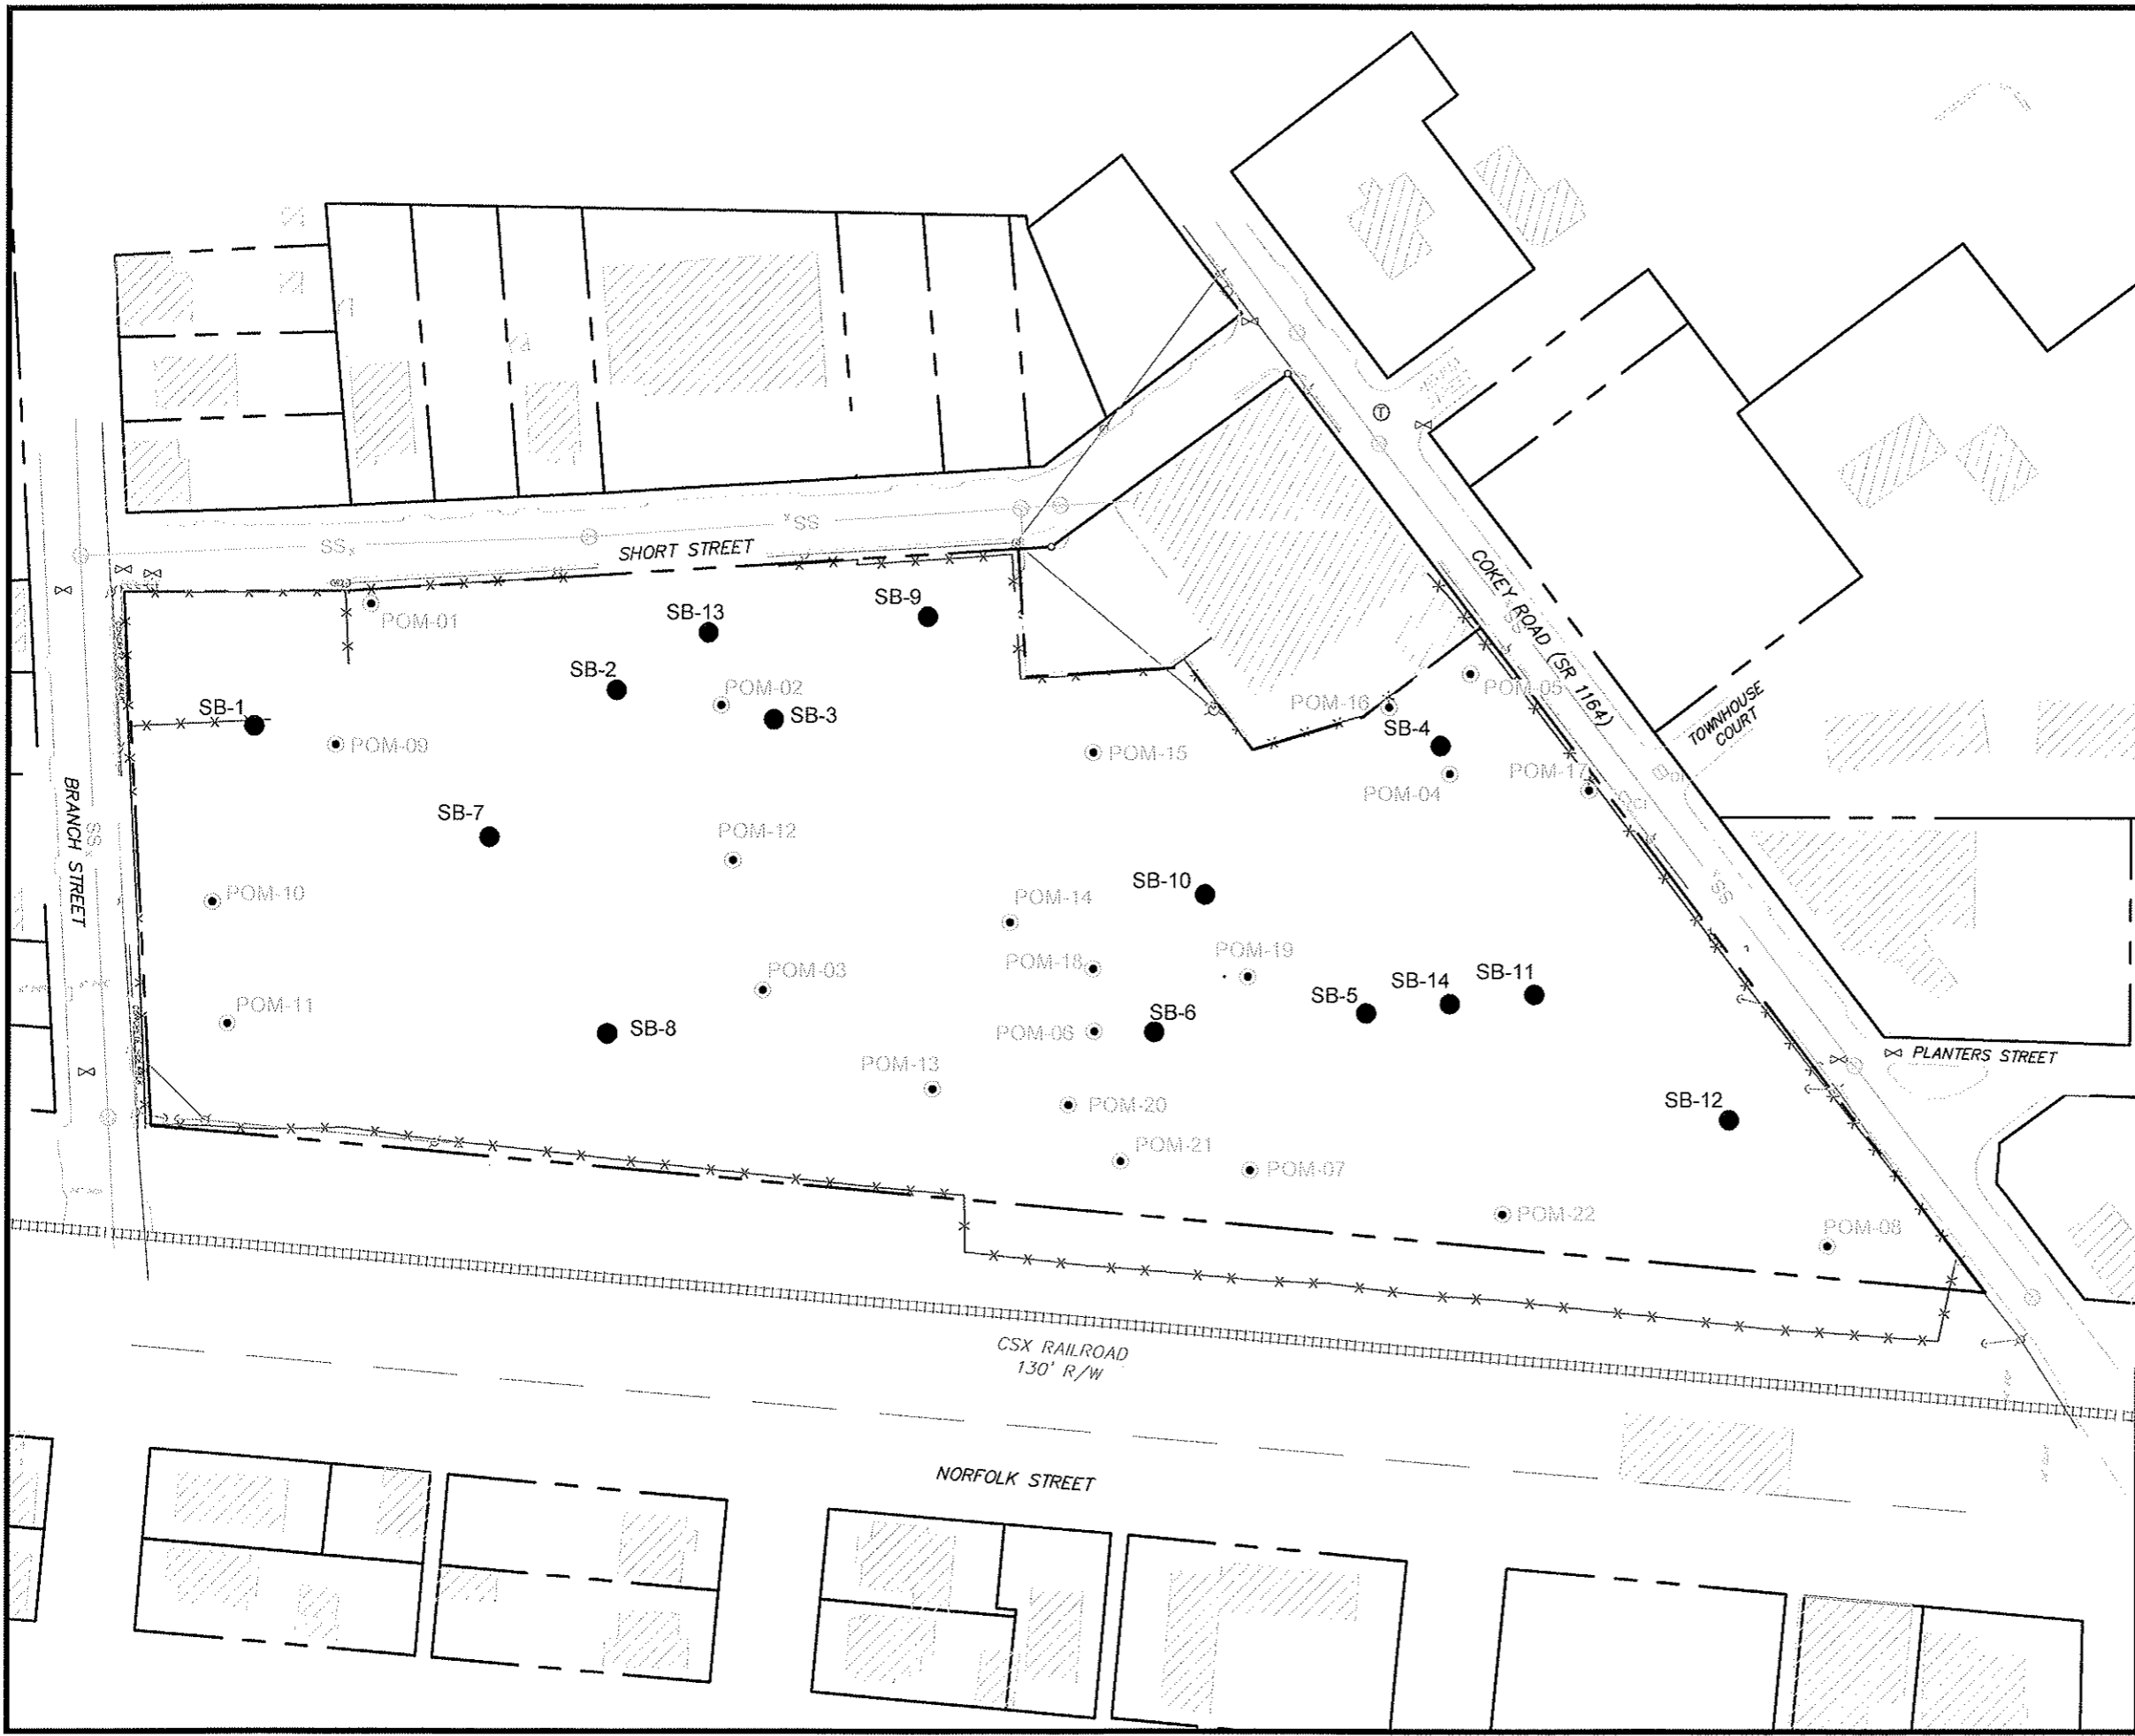 SS
SS
SHORT STREET
POM-01
SB-13
SB-9
SB-2
POM-02
SB-3
SB-1
POM-09
POM-16
POM-05
SB-4
POM-15
POM-04
POM-17
COKEY ROAD (SR 1164)
SS
TOWNHOUSE
COURT
BRANCH STREET
SS
SB-7
POM-12
POM-10
SB-10
POM-14
SS
POM-18
POM-19
POM-03
SB-5
SB-14
SB-11
POM-11
SB-8
POM-06
SB-6
PLANTERS STREET
POM-13
POM-20
SB-12
POM-21
POM-07
POM-22
POM-08
CSX RAILROAD
130' R/W
NORFOLK STREET
T